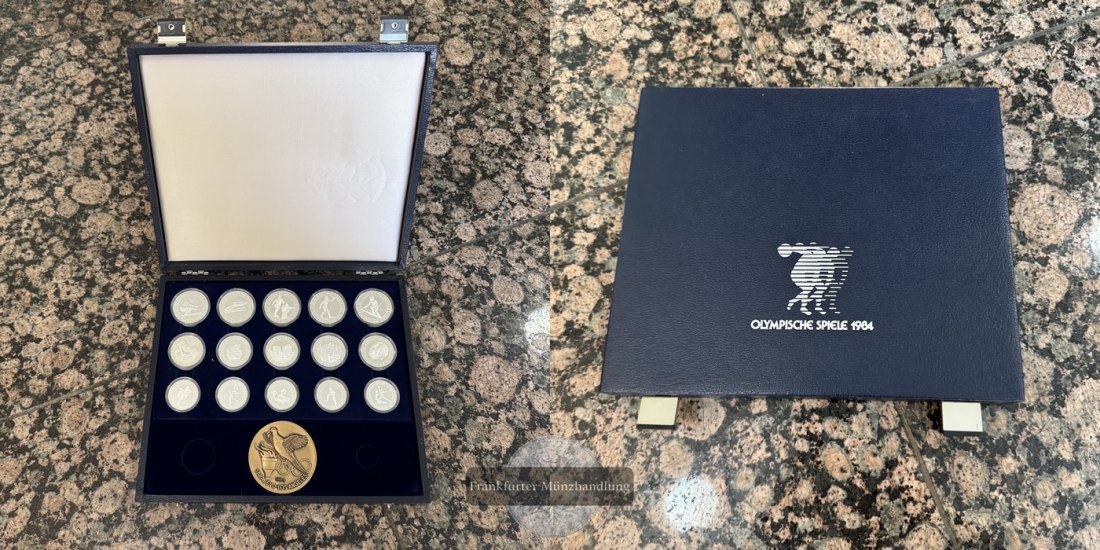 OLYMPISCHE SPIELE 1984
Frankfurter Münzhandlung